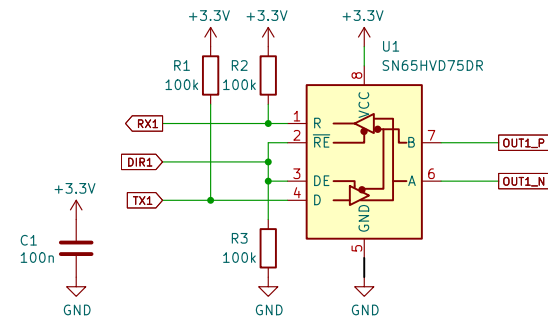 +3.3V
+3.3V
+3.3V
U1
SN65HVD75DR
R1
100k
R2
100k
8
VCC
RX1
1
R
2
RE
B
7
OUT1_P
DIR1
3
DE
A
6
OUT1_N
TX1
4
D
GND
5
+3.3V
C1
100n
R3
100k
GND
GND
GND